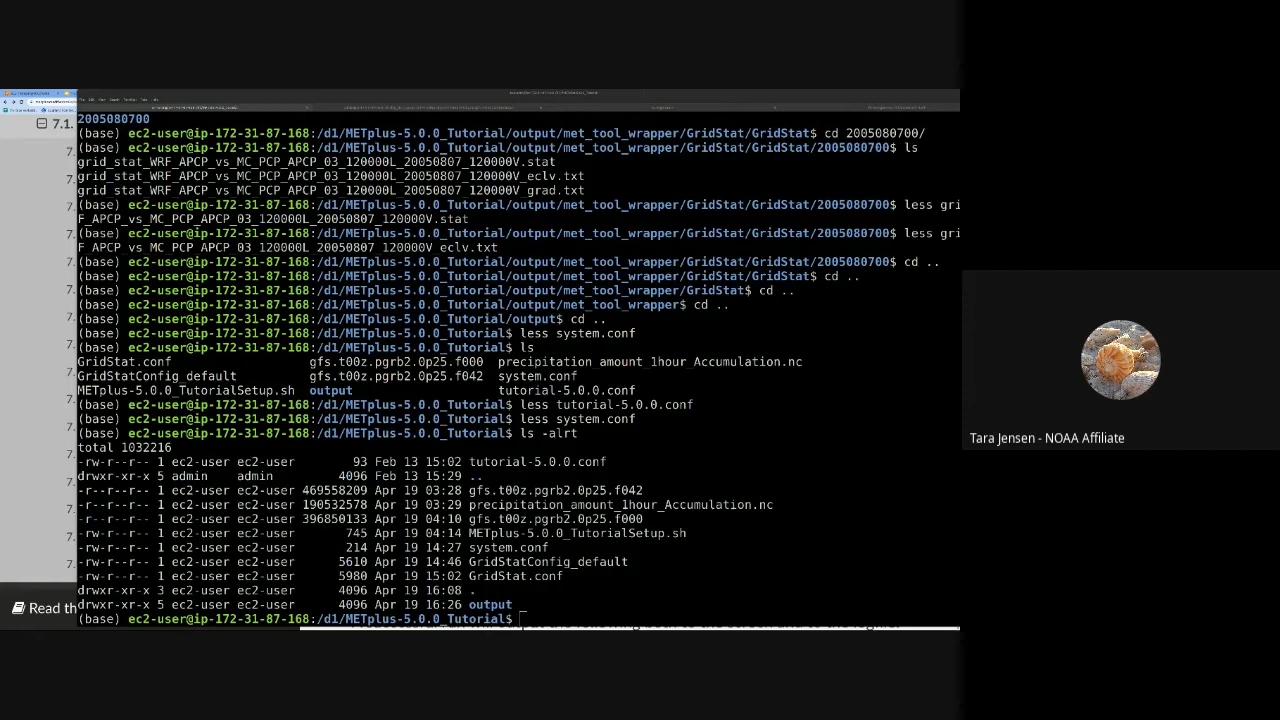 7.1.
2005080700
(base) ec2-user@ip-172-31-87-168:/d1/METplus-5.0.0_Tutorial/output/met_tool_wrapper/GridStat/GridStat$ cd 2005080700/
(base) ec2-user@ip-172-31-87-168:/d1/METplus-5.0.0_Tutorial/output/met_tool_wrapper/GridStat/GridStat/2005080700$ ls
grid_stat_WRF_APCP_vs_MC_PCP_APCP_03_120000L_20050807_120000V.stat
grid_stat_WRF_APCP_vs_MC_PCP_APCP_03_120000L_20050807_120000V_eclv.txt
grid_stat_WRF_APCP_vs_MC_PCP_APCP_03_120000L_20050807_120000V_grad.txt
(base) ec2-user@ip-172-31-87-168:/d1/METplus-5.0.0_Tutorial/output/met_tool_wrapper/GridStat/GridStat/2005080700$ less gri
F_APCP_vs_MC_PCP_APCP_03_120000L_20050807_120000V.stat
(base) ec2-user@ip-172-31-87-168:/d1/METplus-5.0.0_Tutorial/output/met_tool_wrapper/GridStat/GridStat/2005080700$ less gri
F_APCP_vs_MC_PCP_APCP_03_120000L_20050807_120000V_eclv.txt
(base) ec2-user@ip-172-31-87-168:/d1/METplus-5.0.0_Tutorial/output/met_tool_wrapper/GridStat/GridStat/2005080700$ cd ..
(base) ec2-user@ip-172-31-87-168:/d1/METplus-5.0.0_Tutorial/output/met_tool_wrapper/GridStat/GridStat$ cd ..
(base) ec2-user@ip-172-31-87-168:/d1/METplus-5.0.0_Tutorial/output/met_tool_wrapper/GridStat$ cd ..
(base) ec2-user@ip-172-31-87-168:/d1/METplus-5.0.0_Tutorial/output/met_tool_wrapper$ cd ..
(base) ec2-user@ip-172-31-87-168:/d1/METplus-5.0.0_Tutorial/output$ cd ..
(base) ec2-user@ip-172-31-87-168:/d1/METplus-5.0.0_Tutorial$ less system.conf
(base) ec2-user@ip-172-31-87-168:/d1/METplus-5.0.0_Tutorial$ ls
GridStat.conf gfs.t00z.pgrb2.0p25.f000 precipitation_amount_1hour_Accumulation.nc
GridStatConfig_default gfs.t00z.pgrb2.0p25.f042 system.conf
METplus-5.0.0_TutorialSetup.sh output tutorial-5.0.0.conf
(base) ec2-user@ip-172-31-87-168:/d1/METplus-5.0.0_Tutorial$ less tutorial-5.0.0.conf
(base) ec2-user@ip-172-31-87-168:/d1/METplus-5.0.0_Tutorial$ less system.conf
(base) ec2-user@ip-172-31-87-168:/d1/METplus-5.0.0_Tutorial$ ls -alrt
total 1032216
-rw-r--r-- 1 ec2-user ec2-user 93 Feb 13 15:02 tutorial-5.0.0.conf
drwxr-xr-x 5 admin admin 4096 Feb 13 15:29 ..
-r--r--r-- 1 ec2-user ec2-user 469558209 Apr 19 03:28 gfs.t00z.pgrb2.0p25.f042
-r--r--r-- 1 ec2-user ec2-user 190532578 Apr 19 03:29 precipitation_amount_1hour_Accumulation.nc
-r--r--r-- 1 ec2-user ec2-user 396850133 Apr 19 04:10 gfs.t00z.pgrb2.0p25.f000
-rw-r--r-- 1 ec2-user ec2-user 745 Apr 19 04:14 METplus-5.0.0_TutorialSetup.sh
-rw-r--r-- 1 ec2-user ec2-user 214 Apr 19 14:27 system.conf
-rw-r--r-- 1 ec2-user ec2-user 5610 Apr 19 14:46 GridStatConfig_default
-rw-r--r-- 1 ec2-user ec2-user 5980 Apr 19 15:02 GridStat.conf
drwxr-xr-x 3 ec2-user ec2-user 4096 Apr 19 16:08 .
drwxr-xr-x 5 ec2-user ec2-user 4096 Apr 19 16:26 output
(base) ec2-user@ip-172-31-87-168:/d1/METplus-5.0.0_Tutorial$
Read th
Tara Jensen - NOAA Affiliate